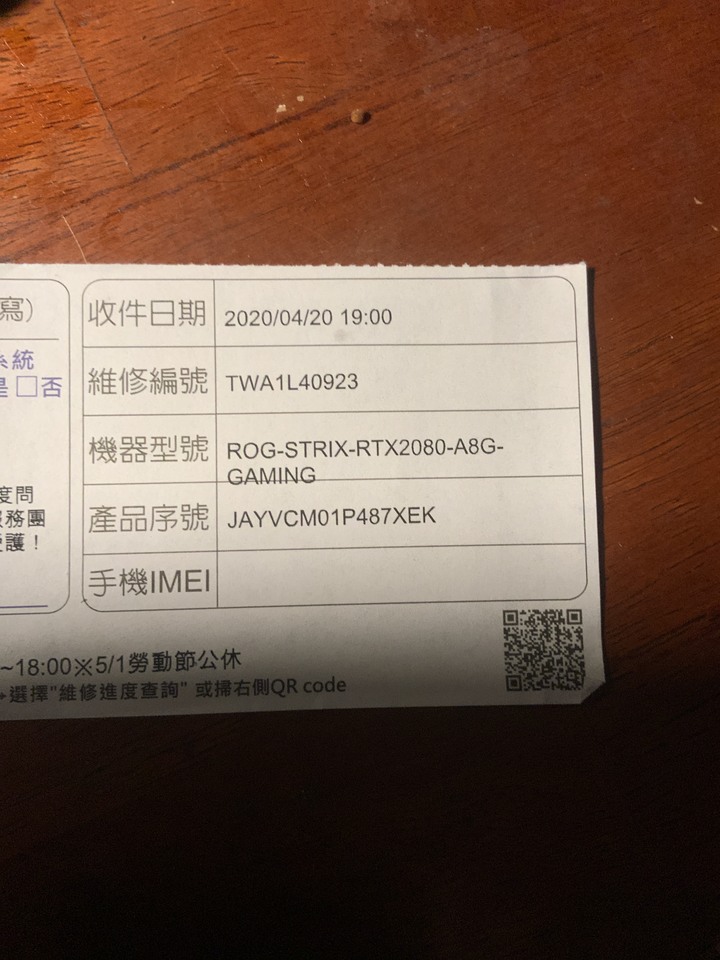 寫)
系統
是 □否
度問
服務團
愛護！
收件日期 2020/04/20 19:00
維修編號 TWA1L40923
機器型號 ROG-STRIX-RTX2080-A8G-
GAMING
產品序號 JAYVCM01P487XEK
手機IMEI
~18:00※5/1勞動節公休
選擇"維修進度查詢" 或掃右側QR code